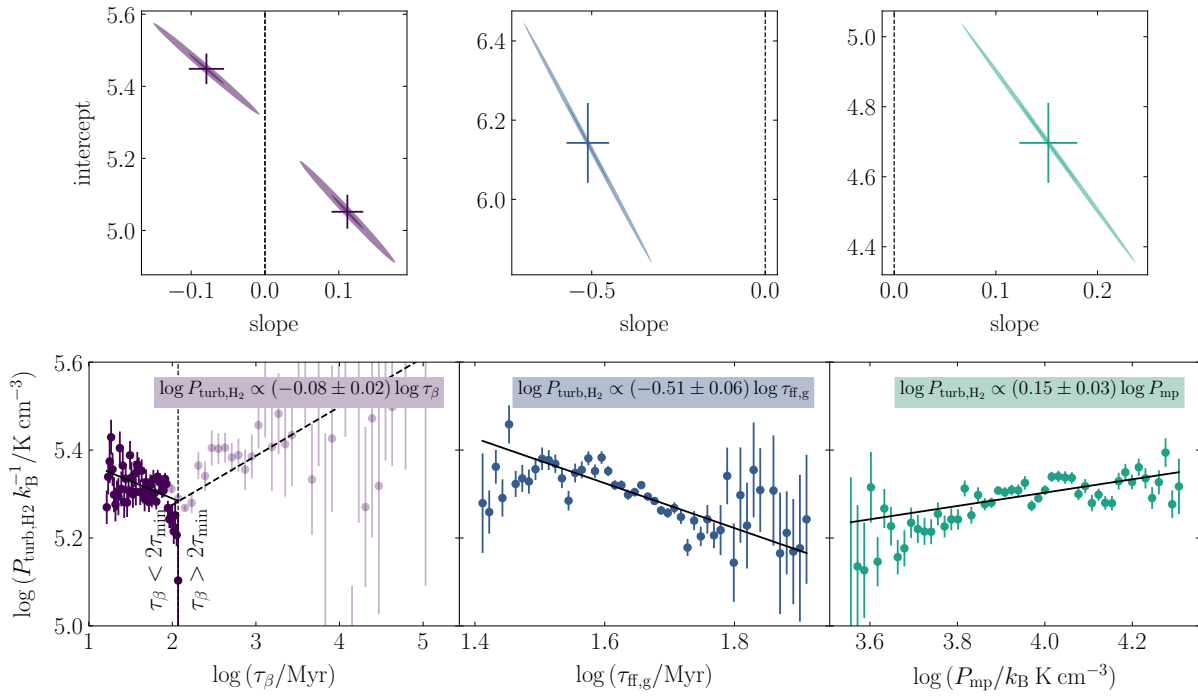 5.6
5.4
5.2
5.0
intercept
−0.1 0.0 0.1
slope
6.4
6.2
6.0
−0.5 0.0
slope
5.0
4.8
4.6
4.4
0.0 0.1 0.2
slope
log (P_turb,H2 k_B^−1/K cm^−3)
5.6
5.4
5.2
5.0
log P_turb,H₂ ∝ (−0.08 ± 0.02) log τ_β
τ_β < 2τ_min
τ_β > 2τ_min
1 2 3 4 5
log (τ_β/Myr)
log P_turb,H₂ ∝ (−0.51 ± 0.06) log τ_ff,g
1.4 1.6 1.8
log (τ_ff,g/Myr)
log P_turb,H₂ ∝ (0.15 ± 0.03) log P_mp
3.6 3.8 4.0 4.2
log (P_mp/k_B K cm^−3)